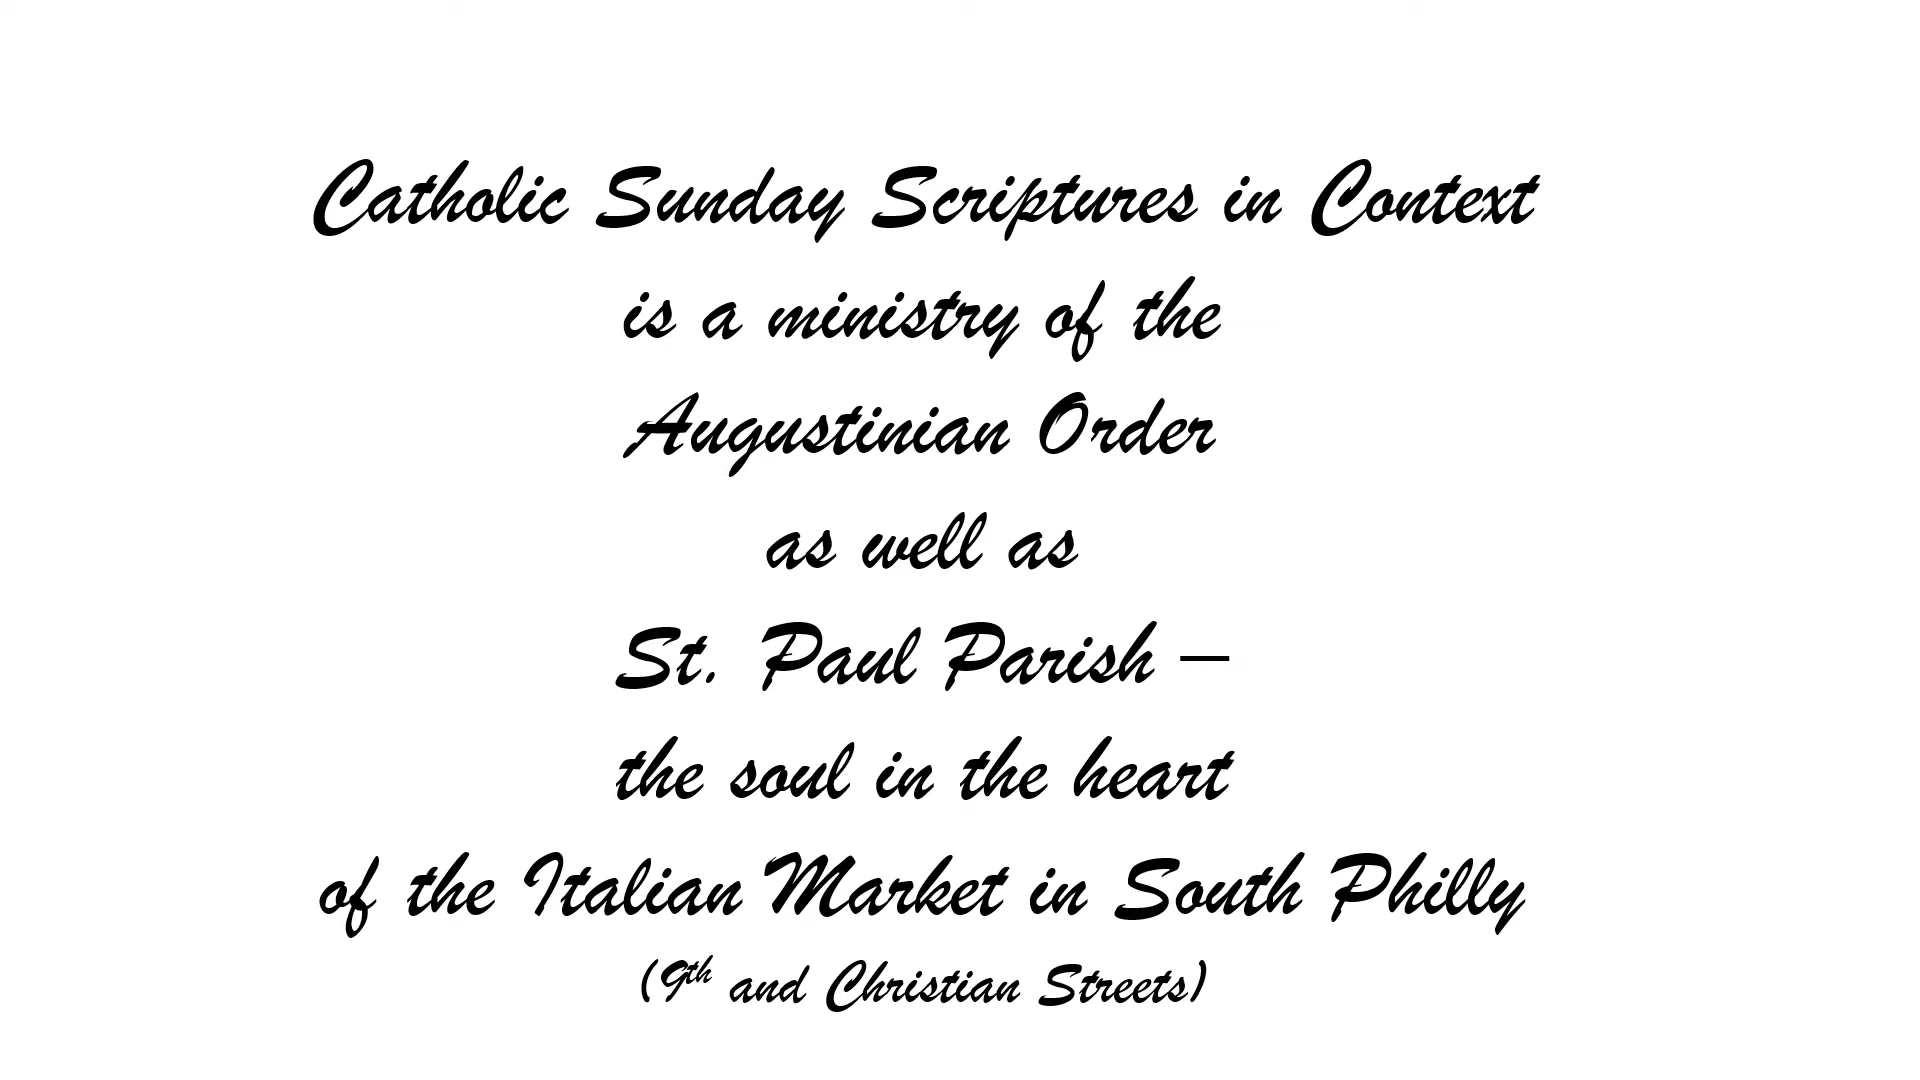 Catholic Sunday Scriptures in Context
is a ministry of the
Augustinian Order
as well as
St. Paul Parish –
the soul in the heart
of the Italian Market in South Philly
(9th and Christian Streets)